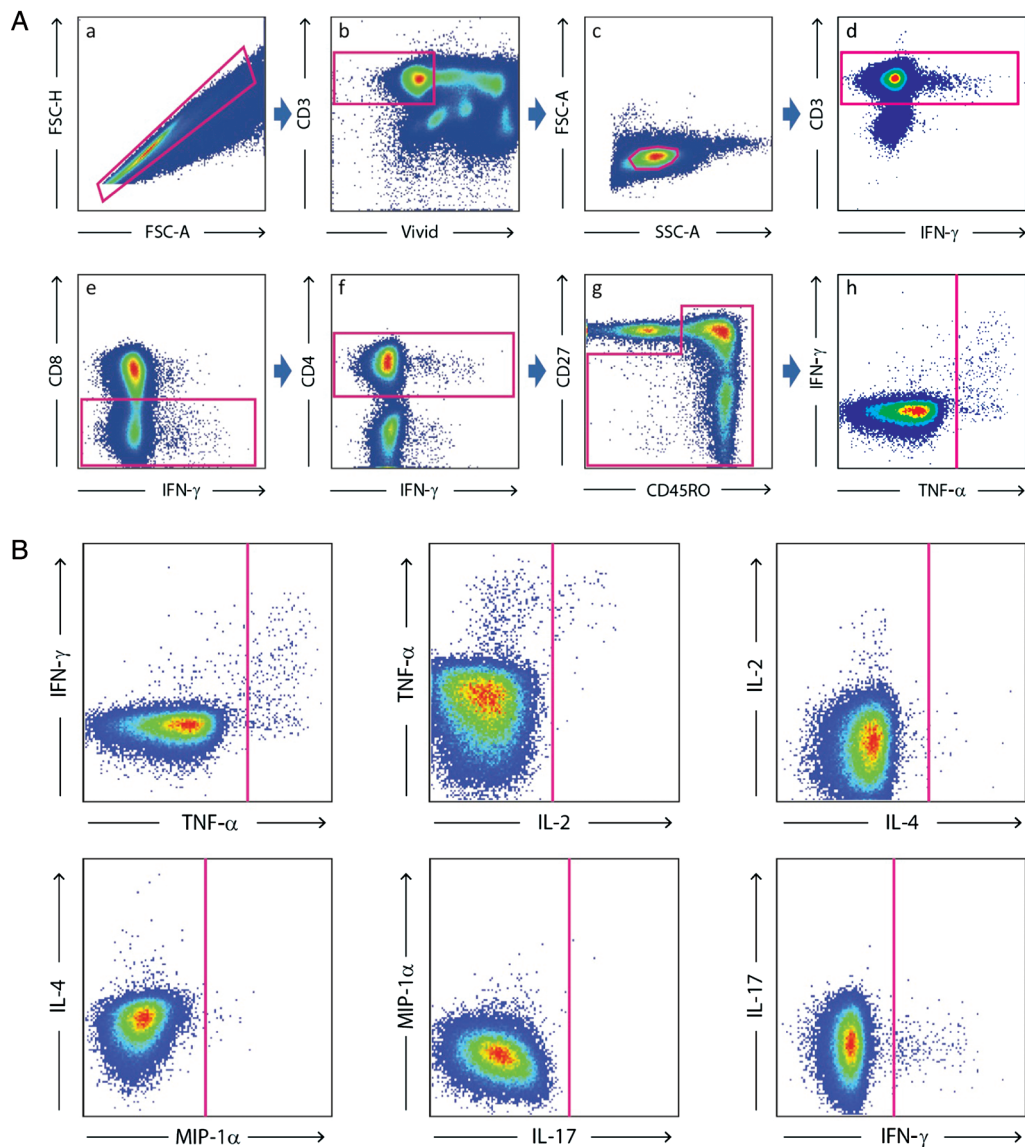 A
a
FSC-H
FSC-A
b
CD3
Vivid
c
FSC-A
SSC-A
d
CD3
IFN-γ
e
CD8
IFN-γ
f
CD4
IFN-γ
g
CD27
CD45RO
h
IFN-γ
TNF-α
B
IFN-γ
TNF-α
TNF-α
IL-2
IL-2
IL-4
IL-4
MIP-1α
MIP-1α
IL-17
IL-17
IFN-γ